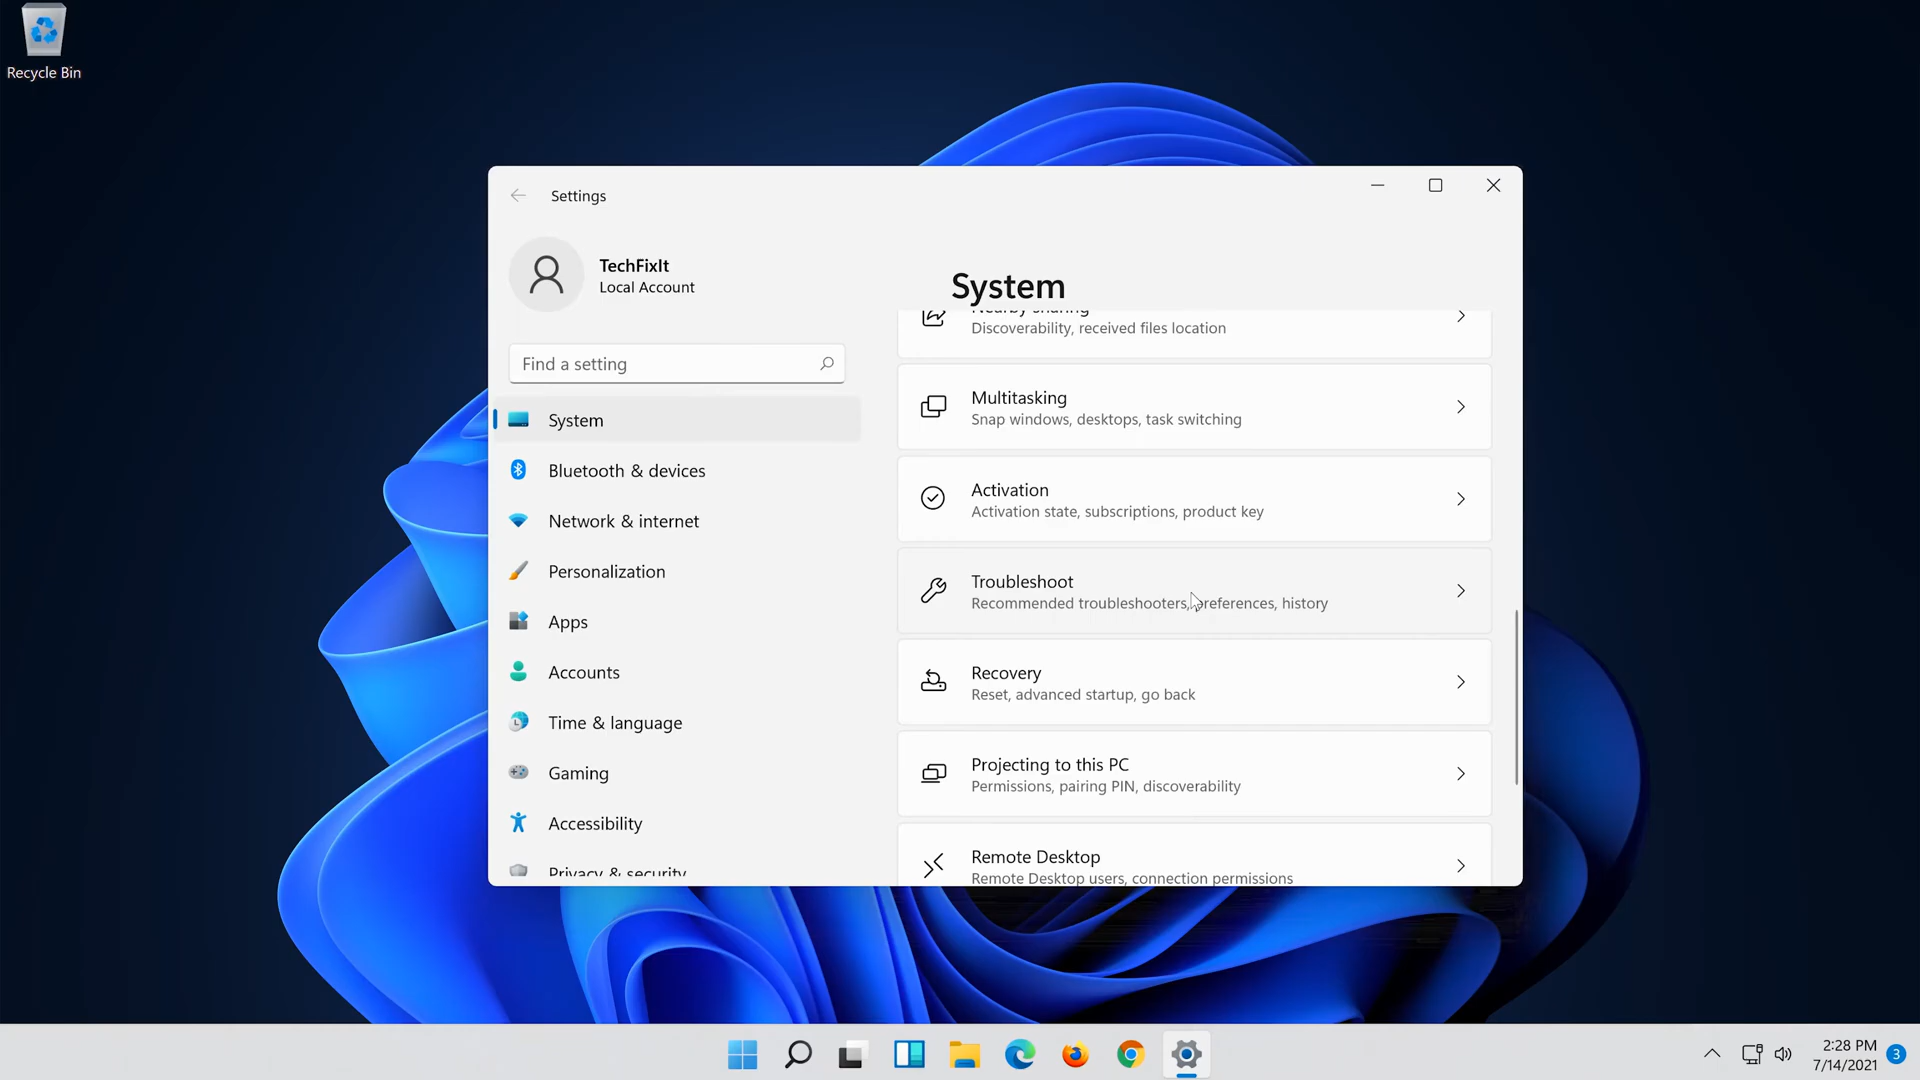 Recycle Bin
Settings
TechFixIt
Local Account
Find a setting
System
Bluetooth & devices
Network & internet
Personalization
Apps
Accounts
Time & language
Gaming
Accessibility
Privacy & security
System
Nearby sharing
Discoverability, received files location
Multitasking
Snap windows, desktops, task switching
Activation
Activation state, subscriptions, product key
Troubleshoot
Recommended troubleshooters, preferences, history
Recovery
Reset, advanced startup, go back
Projecting to this PC
Permissions, pairing PIN, discoverability
Remote Desktop
Remote Desktop users, connection permissions
2:28 PM
7/14/2021
3